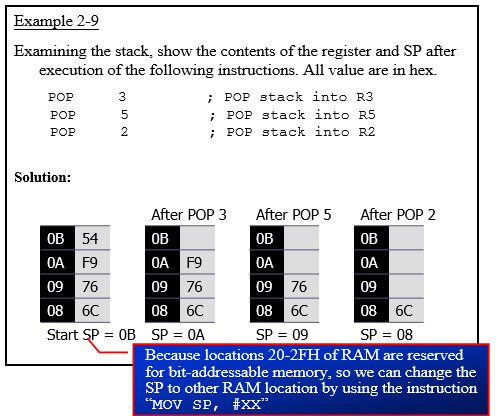 Example 2-9
Examining the stack, show the contents of the register and SP after
execution of the following instructions. All value are in hex.
POP 3 ; POP stack into R3
POP 5 ; POP stack into R5
POP 2 ; POP stack into R2
Solution:
After POP 3 After POP 5 After POP 2
0B 54 0B 0B 0B
0A F9 0A F9 0A 0A
09 76 09 76 09 76 09
08 6C 08 6C 08 6C 08 6C
Start SP = 0B SP = 0A SP = 09 SP = 08
Because locations 20-2FH of RAM are reserved
for bit-addressable memory, so we can change the
SP to other RAM location by using the instruction
“MOV SP, #XX”